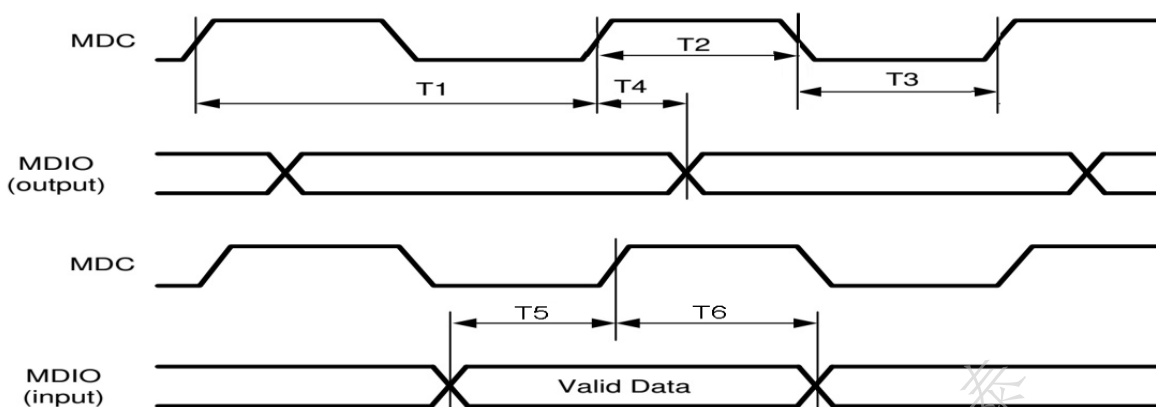 MDC
T2
T1
T4
T3
MDIO
(output)
MDC
T5
T6
MDIO
(input)
Valid Data